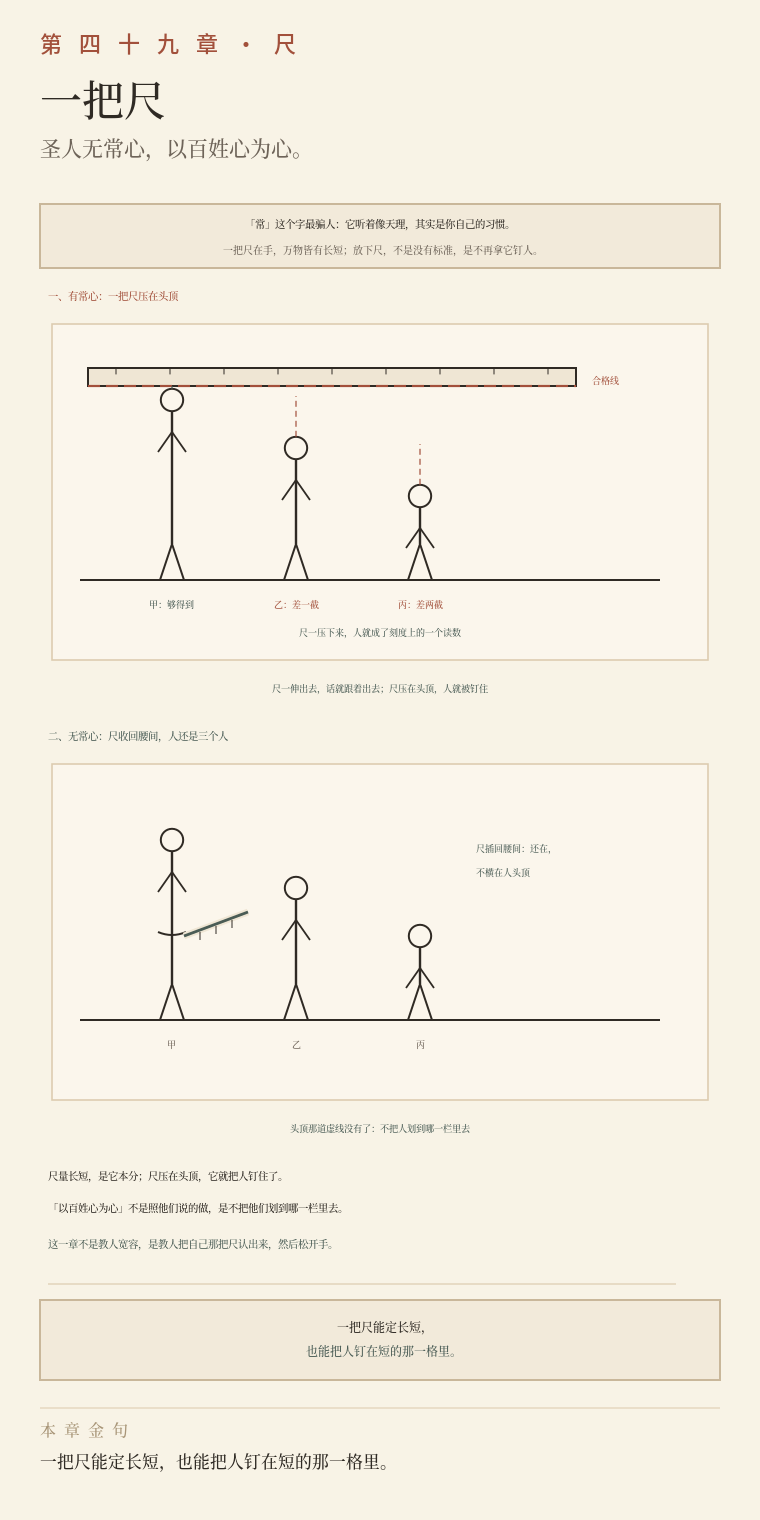 第四十九章·尺
一把尺
圣人无常心，以百姓心为心。
「常」这个字最骗人：它听着像天理，其实是你自己的习惯。
一把尺在手，万物皆有长短；放下尺，不是没有标准，是不再拿它钉人。
一、有常心：一把尺压在头顶
合格线
甲：够得到
乙：差一截
丙：差两截
尺一压下来，人就成了刻度上的一个读数
尺一伸出去，话就跟着出去；尺压在头顶，人就被钉住
二、无常心：尺收回腰间，人还是三个人
尺插回腰间：还在，
不横在人头顶
甲
乙
丙
头顶那道虚线没有了：不把人划到哪一栏里去
尺量长短，是它本分；尺压在头顶，它就把人钉住了。
「以百姓心为心」不是照他们说的做，是不把他们划到哪一栏里去。
这一章不是教人宽容，是教人把自己那把尺认出来，然后松开手。
一把尺能定长短，
也能把人钉在短的那一格里。
本章金句
一把尺能定长短，也能把人钉在短的那一格里。